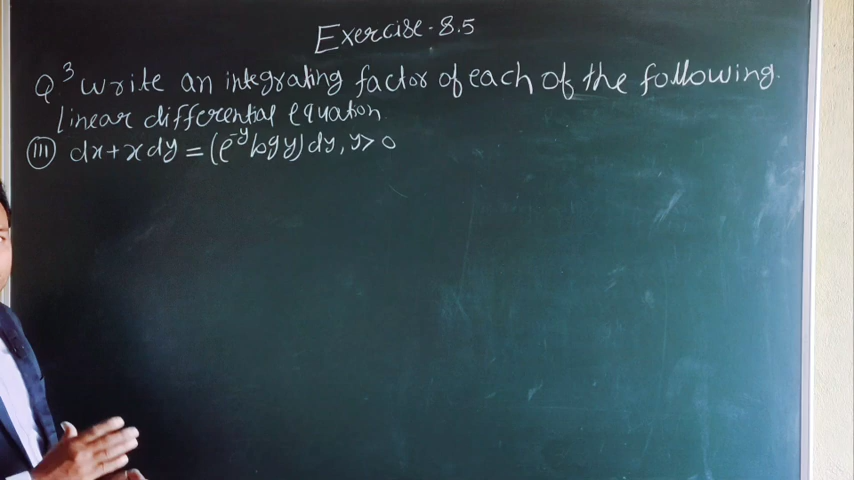 Exercise-8.5
Q.3 Write an integrating factor of each of the following.
linear differential equation.
(III) dx+x dy = (e^-y log y) dy, y> 0